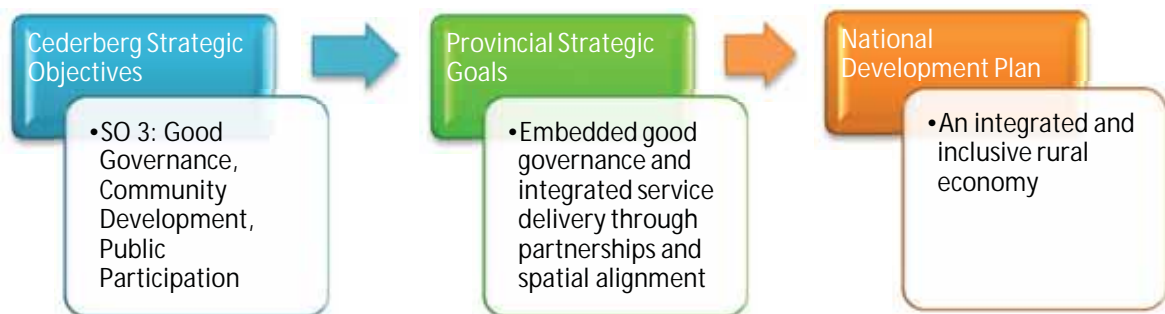 Cederberg Strategic
Objectives
•SO 3: Good
Governance,
Community
Development,
Public
Participation
Provincial Strategic
Goals
•Embedded good
governance and
integrated service
delivery through
partnerships and
spatial alignment
National
Development Plan
•An integrated and
inclusive rural
economy